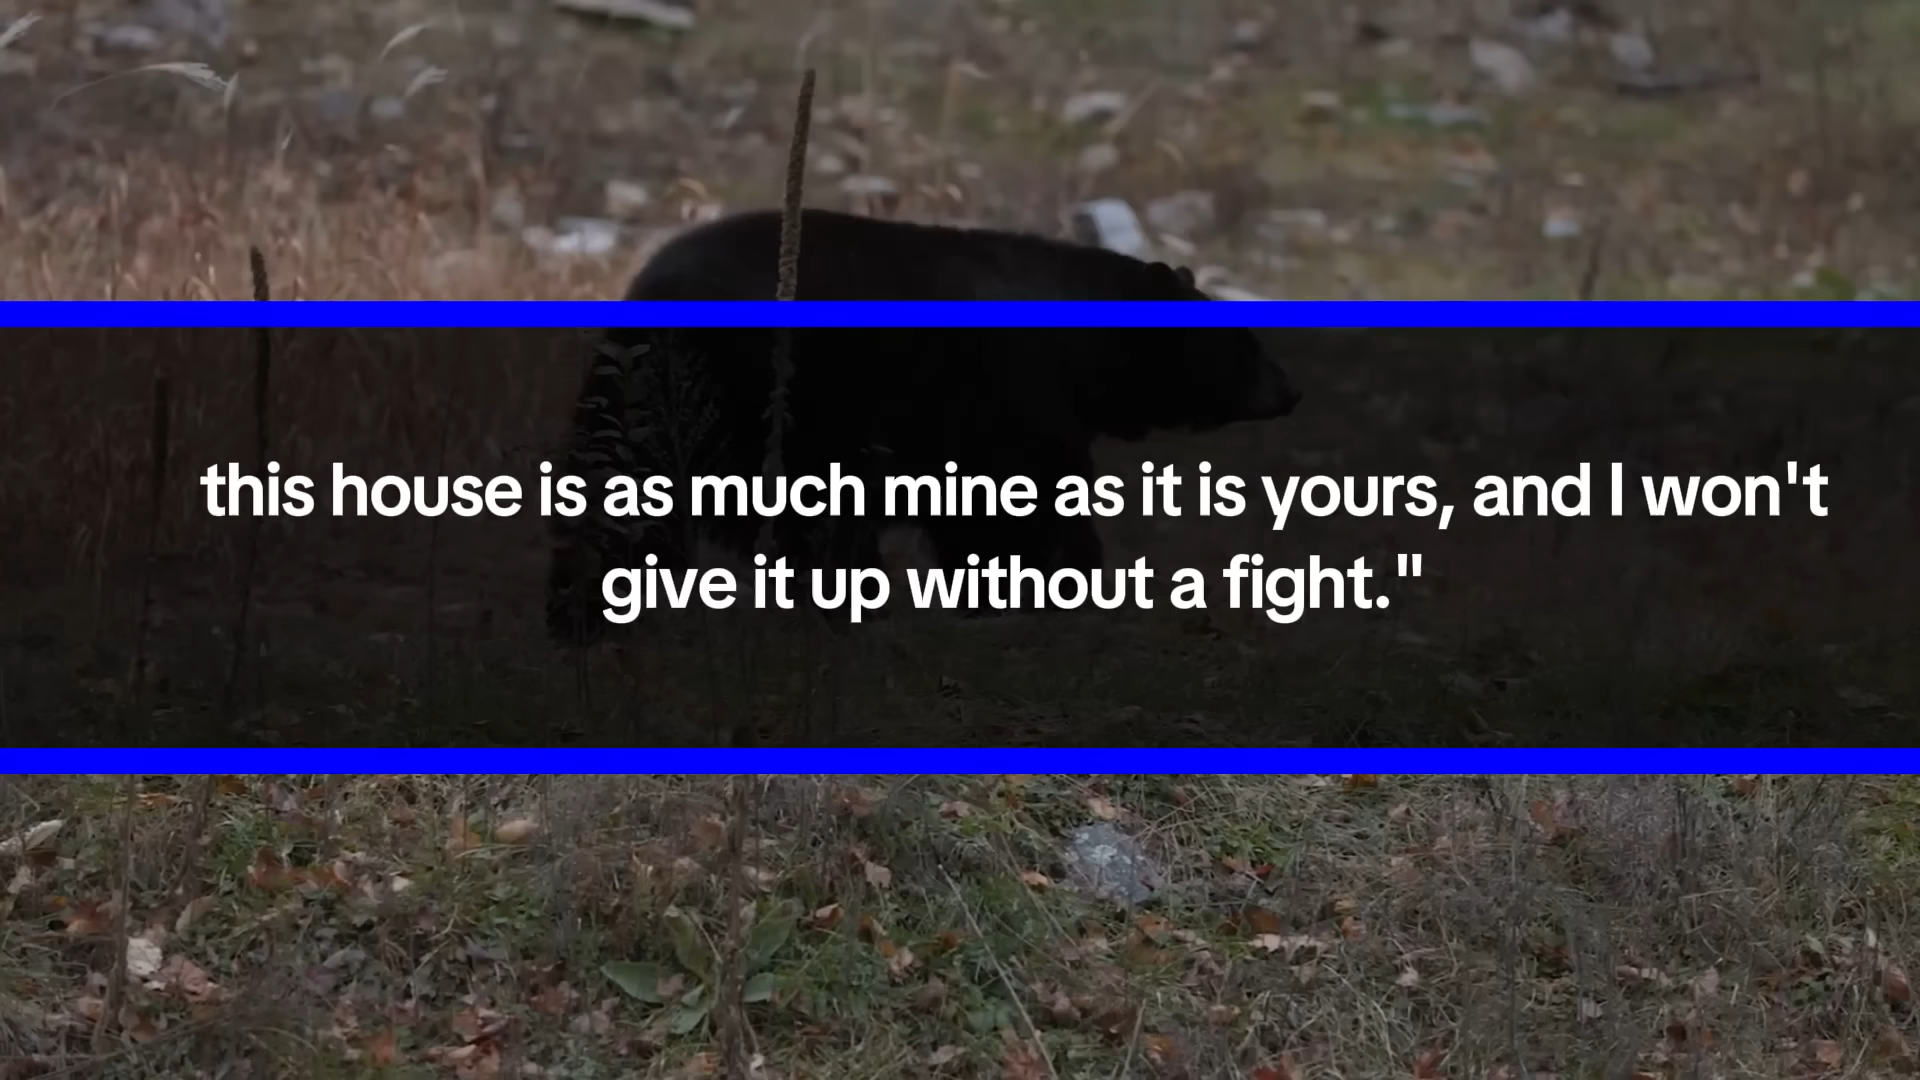 this house is as much mine as it is yours, and I won't
give it up without a fight."